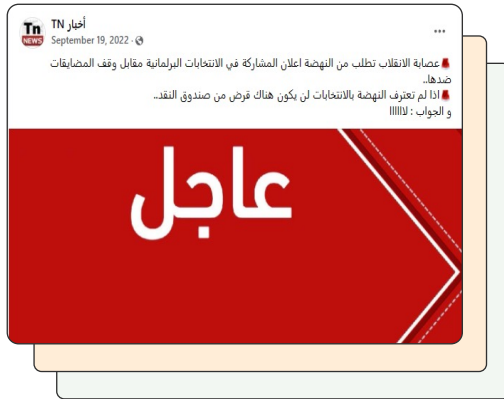 أخبار TN
September 19, 2022
Tn
NEWS
عصابة الانقلاب تطلب من النهضة اعلان المشاركة في الانتخابات البرلمانية مقابل وقف المضايقات
ضدها..
اذا لم تعترف النهضة بالانتخابات لن يكون هناك قرض من صندوق النقد..
و الجواب : لاااااا
عاجل